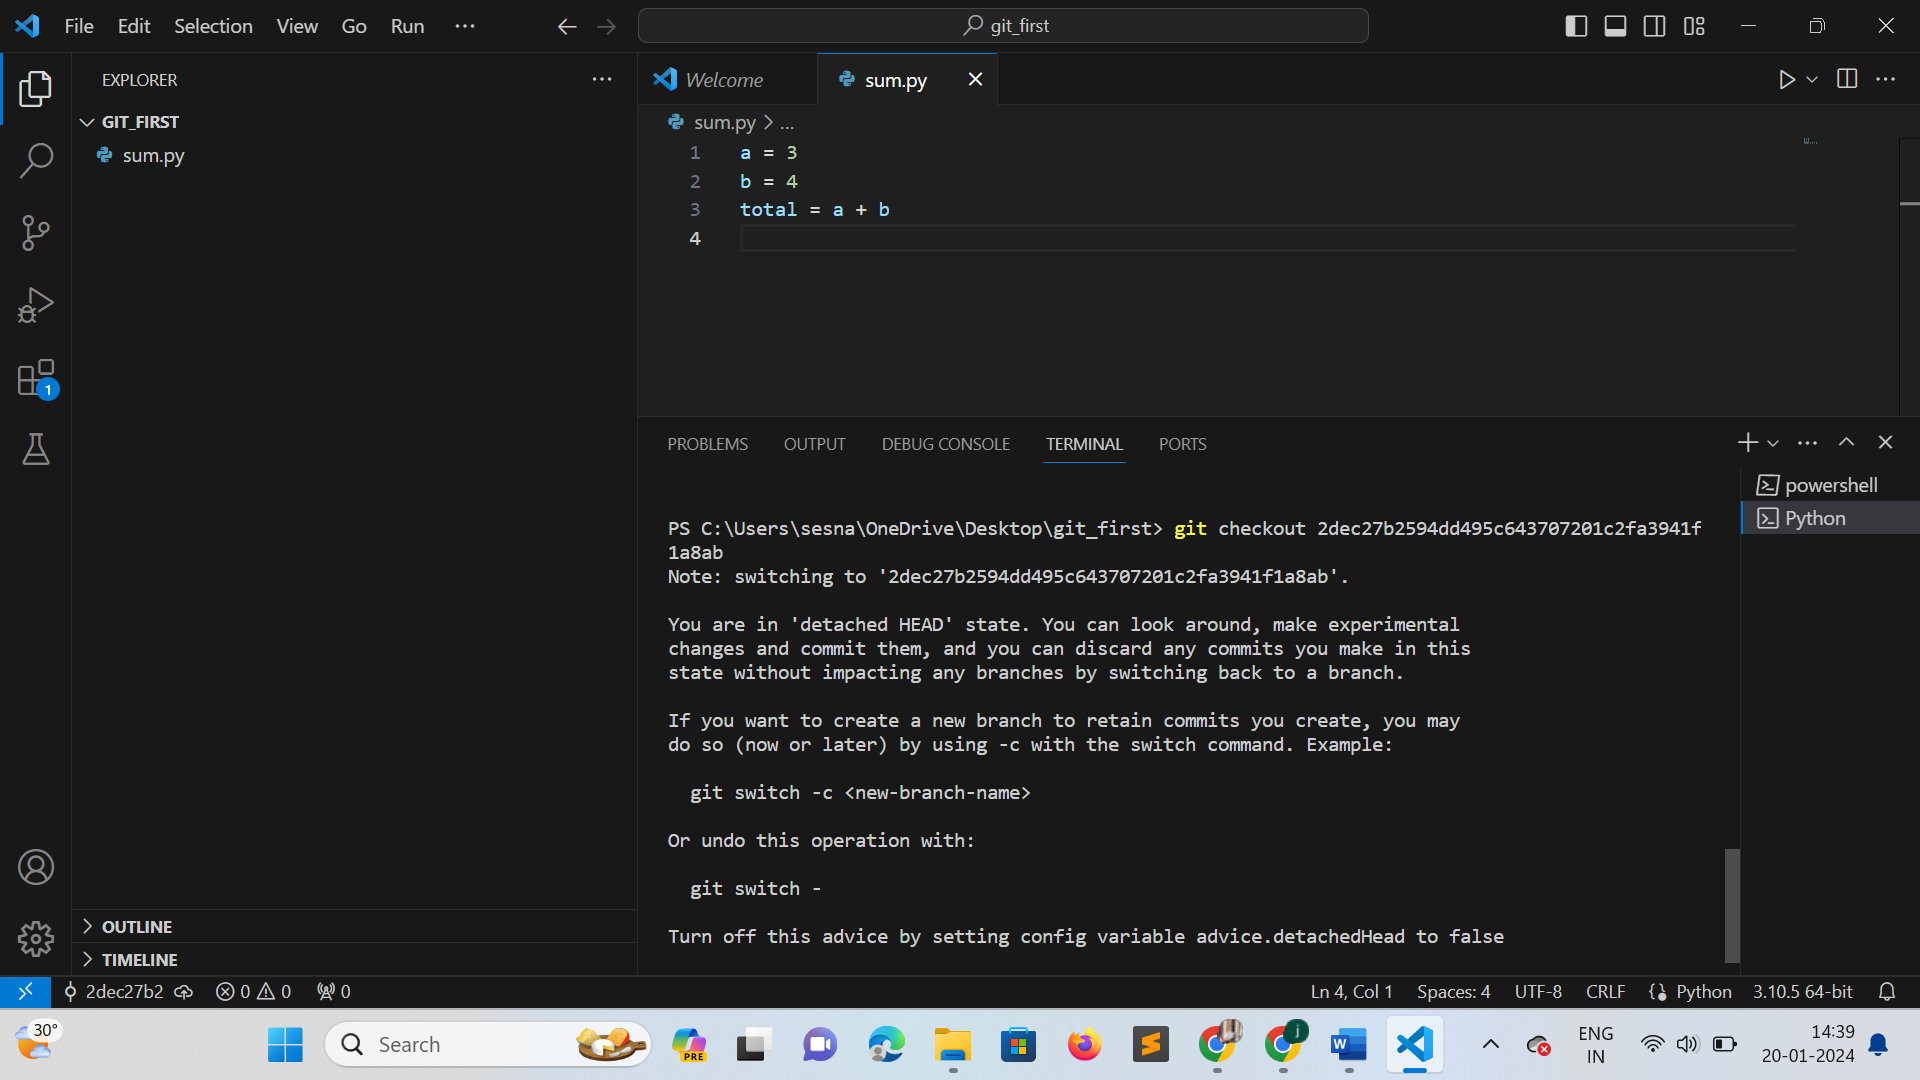 File Edit Selection View Go Run ···
git_first
EXPLORER
GIT_FIRST
sum.py
Welcome
sum.py
sum.py > ...
1 a = 3
2 b = 4
3 total = a + b
4
1
PROBLEMS OUTPUT DEBUG CONSOLE TERMINAL PORTS
powershell
Python
PS C:\Users\sesna\OneDrive\Desktop\git_first> git checkout 2dec27b2594dd495c643707201c2fa3941f
1a8ab
Note: switching to '2dec27b2594dd495c643707201c2fa3941f1a8ab'.
You are in 'detached HEAD' state. You can look around, make experimental
changes and commit them, and you can discard any commits you make in this
state without impacting any branches by switching back to a branch.
If you want to create a new branch to retain commits you create, you may
do so (now or later) by using -c with the switch command. Example:
git switch -c <new-branch-name>
Or undo this operation with:
git switch -
Turn off this advice by setting config variable advice.detachedHead to false
OUTLINE
TIMELINE
2dec27b2 0 0 0
Ln 4, Col 1 Spaces: 4 UTF-8 CRLF Python 3.10.5 64-bit
30°
Search
PRE
j
W
ENG
IN
14:39
20-01-2024